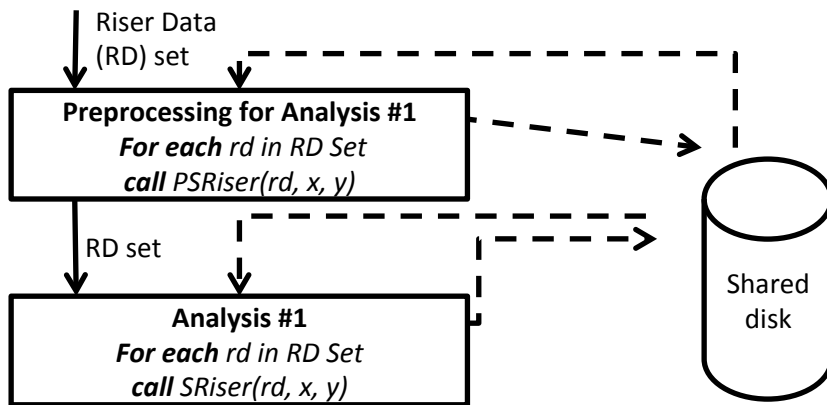 Riser Data
(RD) set
Preprocessing for Analysis #1
For each rd in RD Set
call PSRiser(rd, x, y)
RD set
Analysis #1
For each rd in RD Set
call SRiser(rd, x, y)
Shared
disk